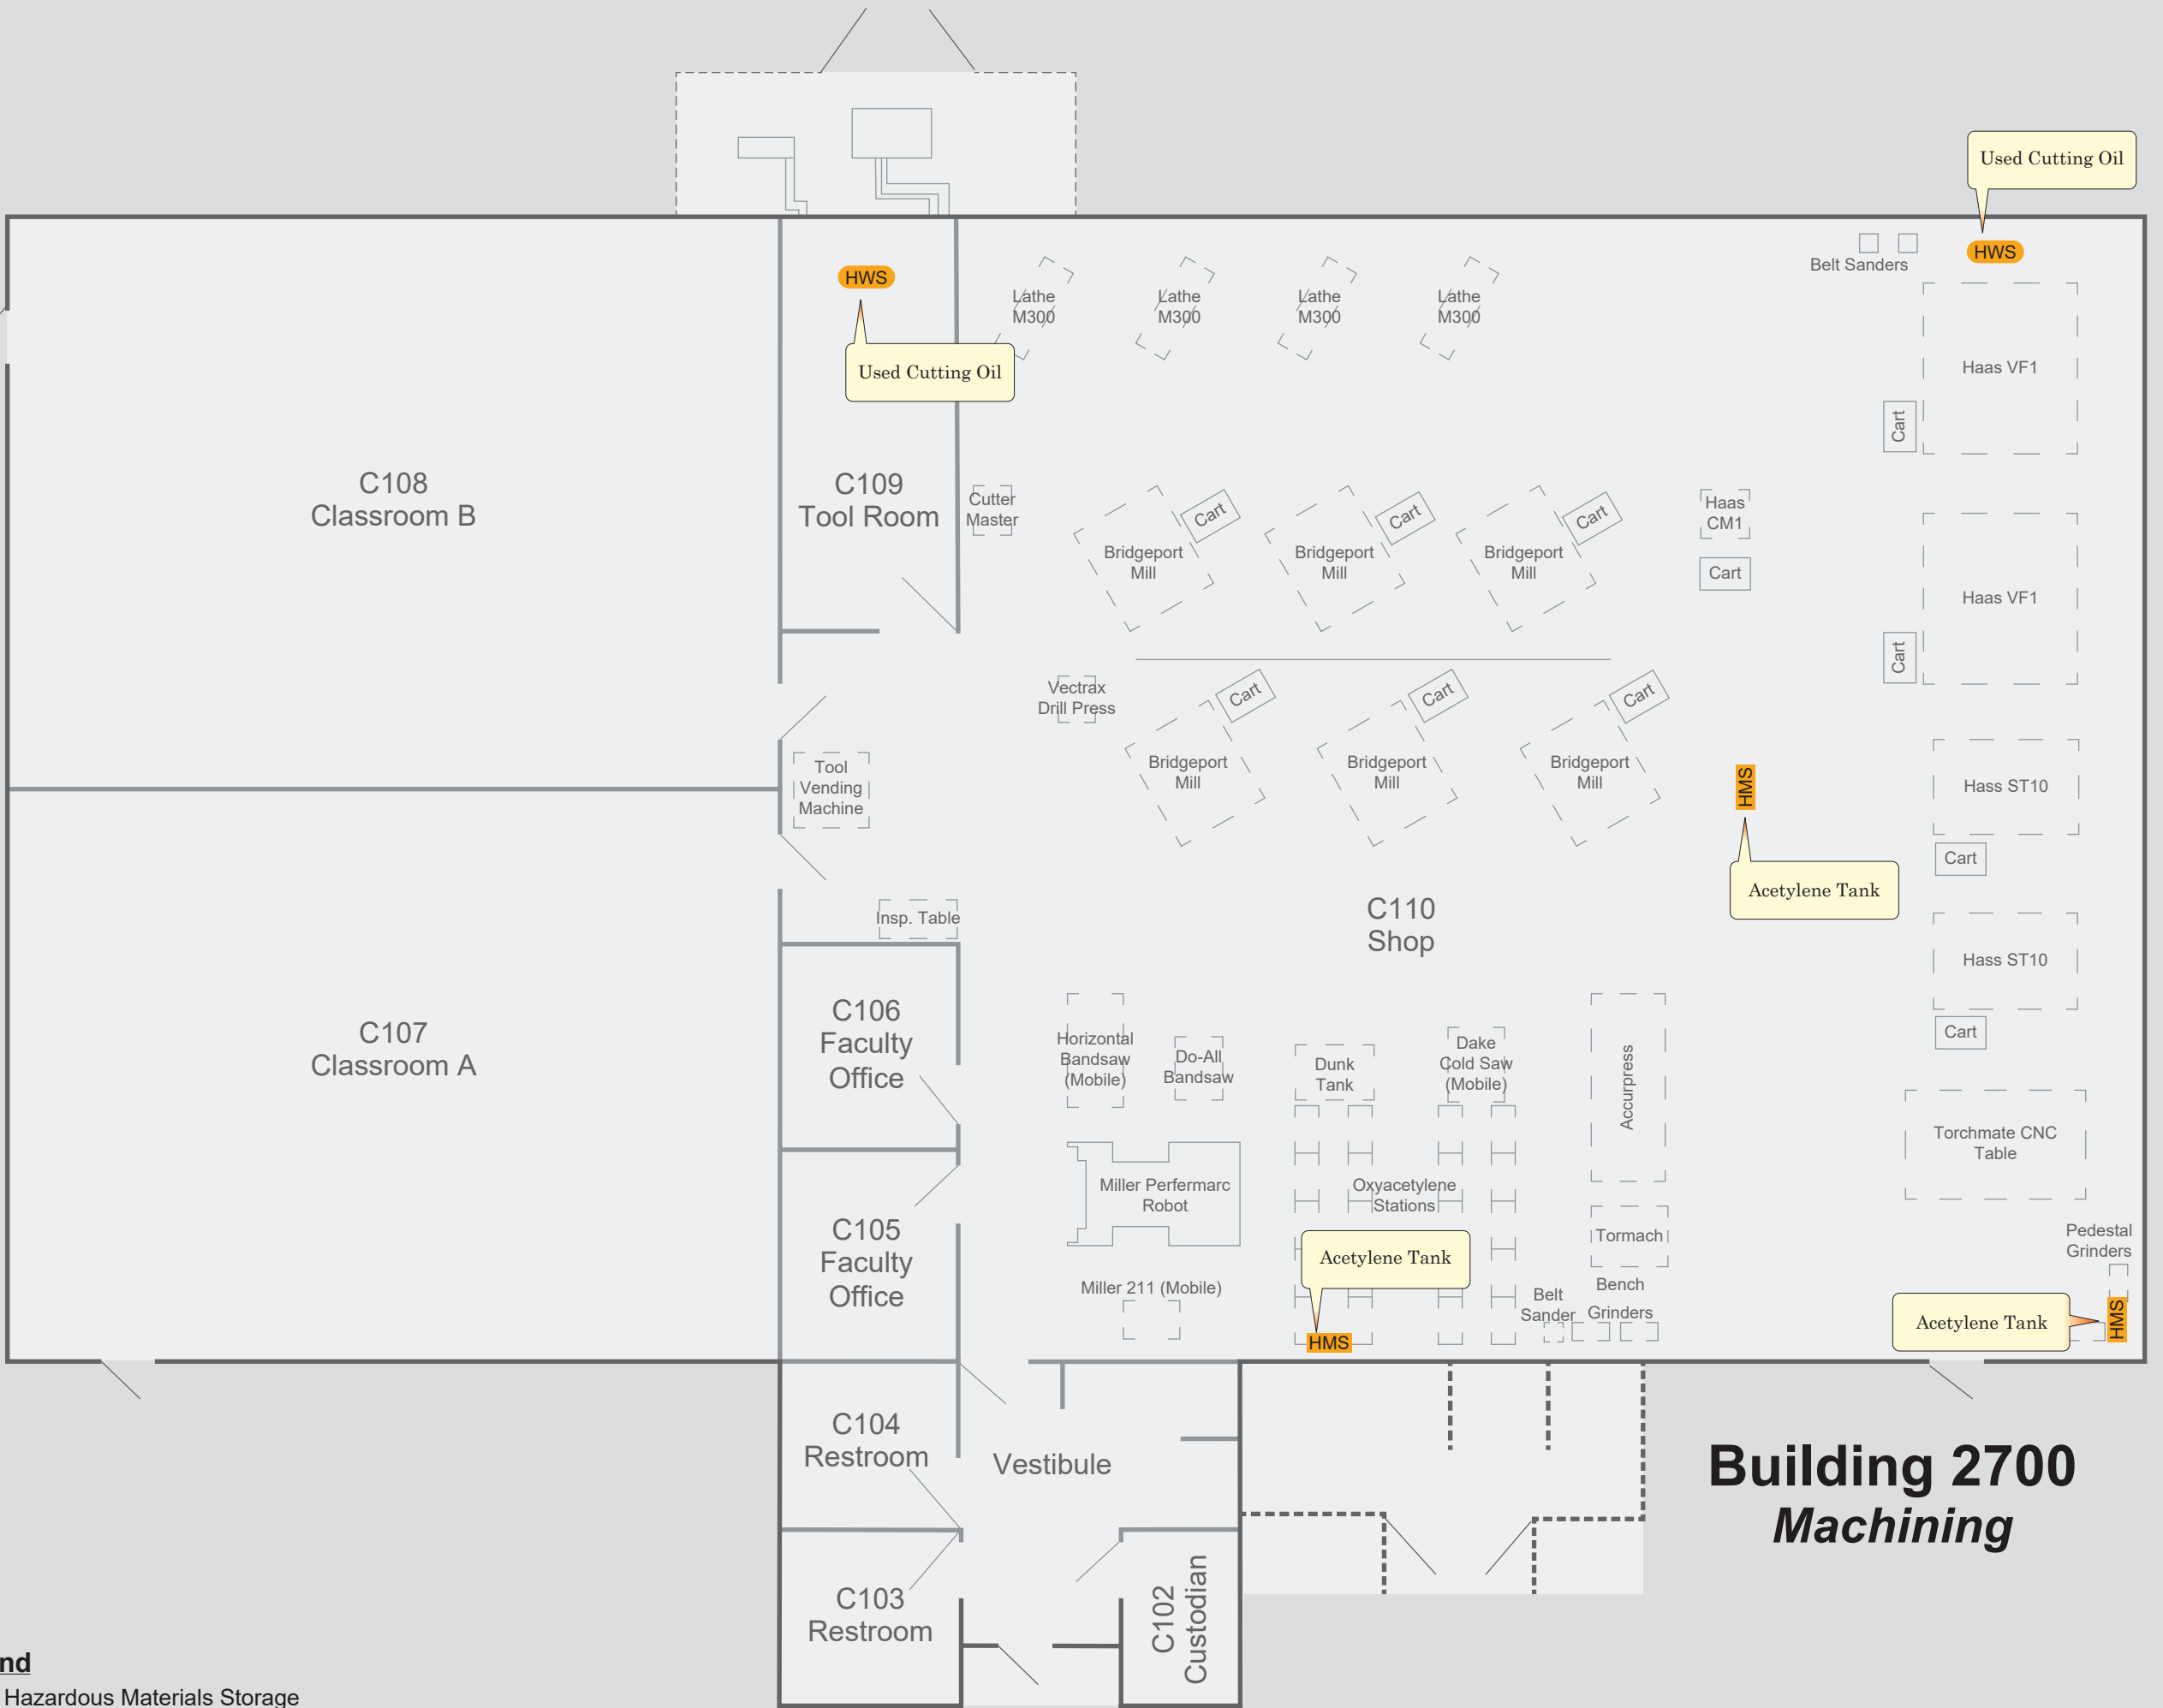 Used Cutting Oil
HWS
Belt Sanders
HWS
Used Cutting Oil
Lathe
M300
Lathe
M300
Lathe
M300
Lathe
M300
Haas VF1
Cart
C108
Classroom B
C109
Tool Room
Cutter
Master
Cart
Bridgeport
Mill
Cart
Bridgeport
Mill
Cart
Bridgeport
Mill
Haas
CM1
Cart
Haas VF1
Cart
Vectrax
Drill Press
Cart
Bridgeport
Mill
Cart
Bridgeport
Mill
Cart
Bridgeport
Mill
Tool
Vending
Machine
HMS
Acetylene Tank
Hass ST10
Cart
Insp. Table
C110
Shop
Hass ST10
Cart
C107
Classroom A
C106
Faculty
Office
Horizontal
Bandsaw
(Mobile)
Do-All
Bandsaw
Dunk
Tank
Dake
Cold Saw
(Mobile)
Accurpress
Torchmate CNC
Table
Miller Perfermarc
Robot
Oxyacetylene
Stations
Tormach
C105
Faculty
Office
Acetylene Tank
HMS
Miller 211 (Mobile)
Belt
Sander
Bench
Grinders
Pedestal
Grinders
Acetylene Tank
HMS
C104
Restroom
Vestibule
Building 2700
Machining
C103
Restroom
C102
Custodian
nd
Hazardous Materials Storage